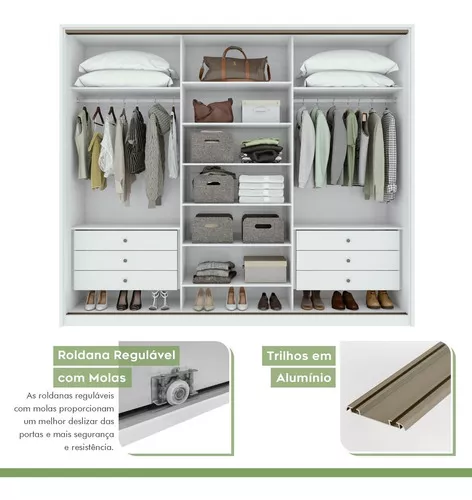 Roldana Regulável
com Molas
As roldanas reguláveis
com molas proporcionam
um melhor deslizar das
portas e mais segurança
e resistência.
Trilhos em
Alumínio